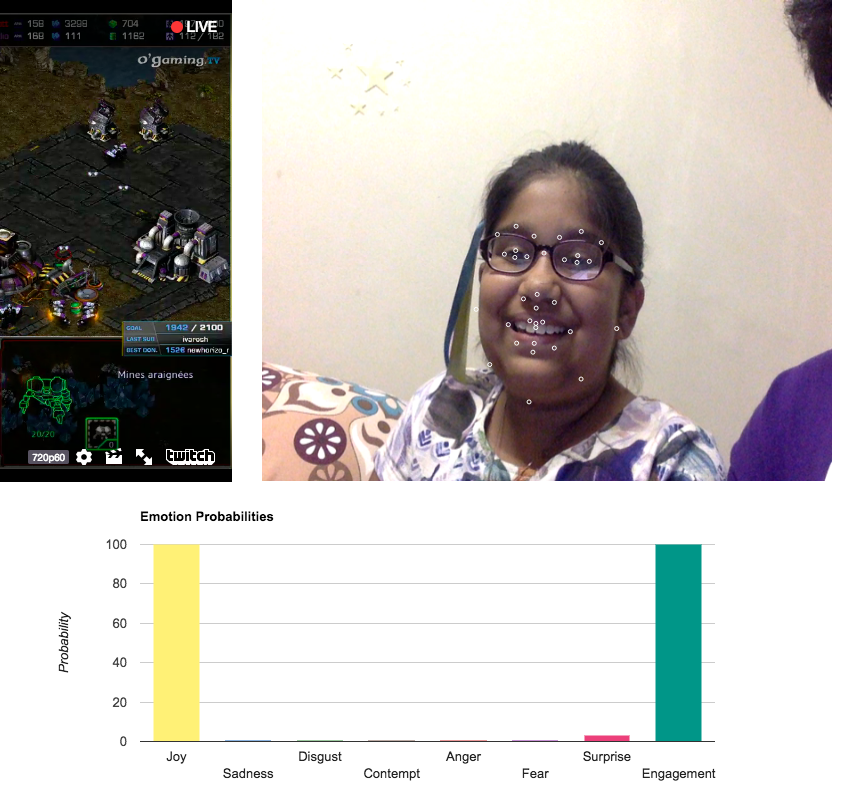 158 3298 704
LIVE
168 111 1182 112 / 182
o'gaming.TV
GOAL 1942 / 2100
LAST SUB ivarosh
BEST DON.
Mines araignées
20/20
0
720p60
twitch
Emotion Probabilities
100
80
60
40
20
0
Probability
Joy
Sadness
Disgust
Contempt
Anger
Fear
Surprise
Engagement